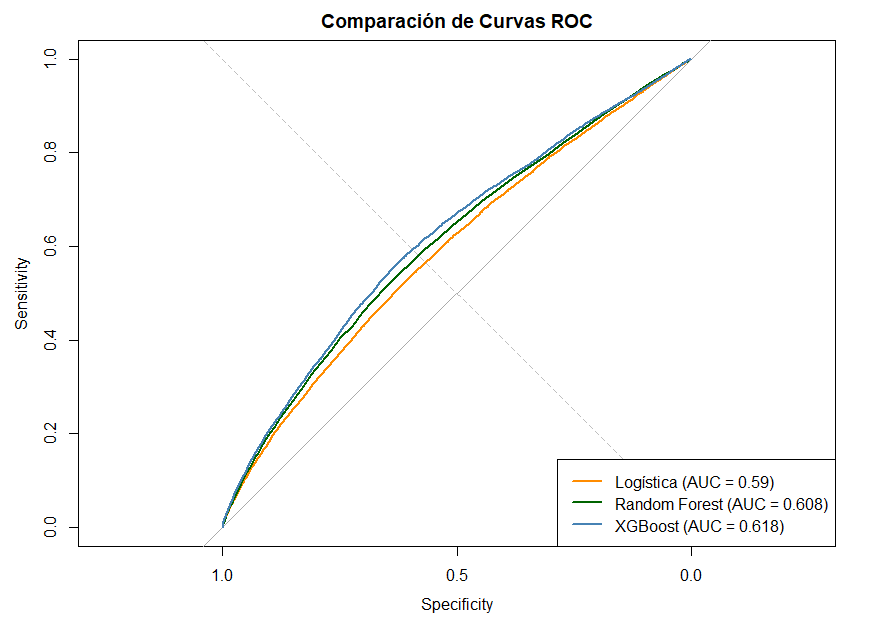 Comparación de Curvas ROC
Sensitivity
1.0
0.8
0.6
0.4
0.2
0.0
1.0
0.5
0.0
Specificity
Logística (AUC = 0.59)
Random Forest (AUC = 0.608)
XGBoost (AUC = 0.618)